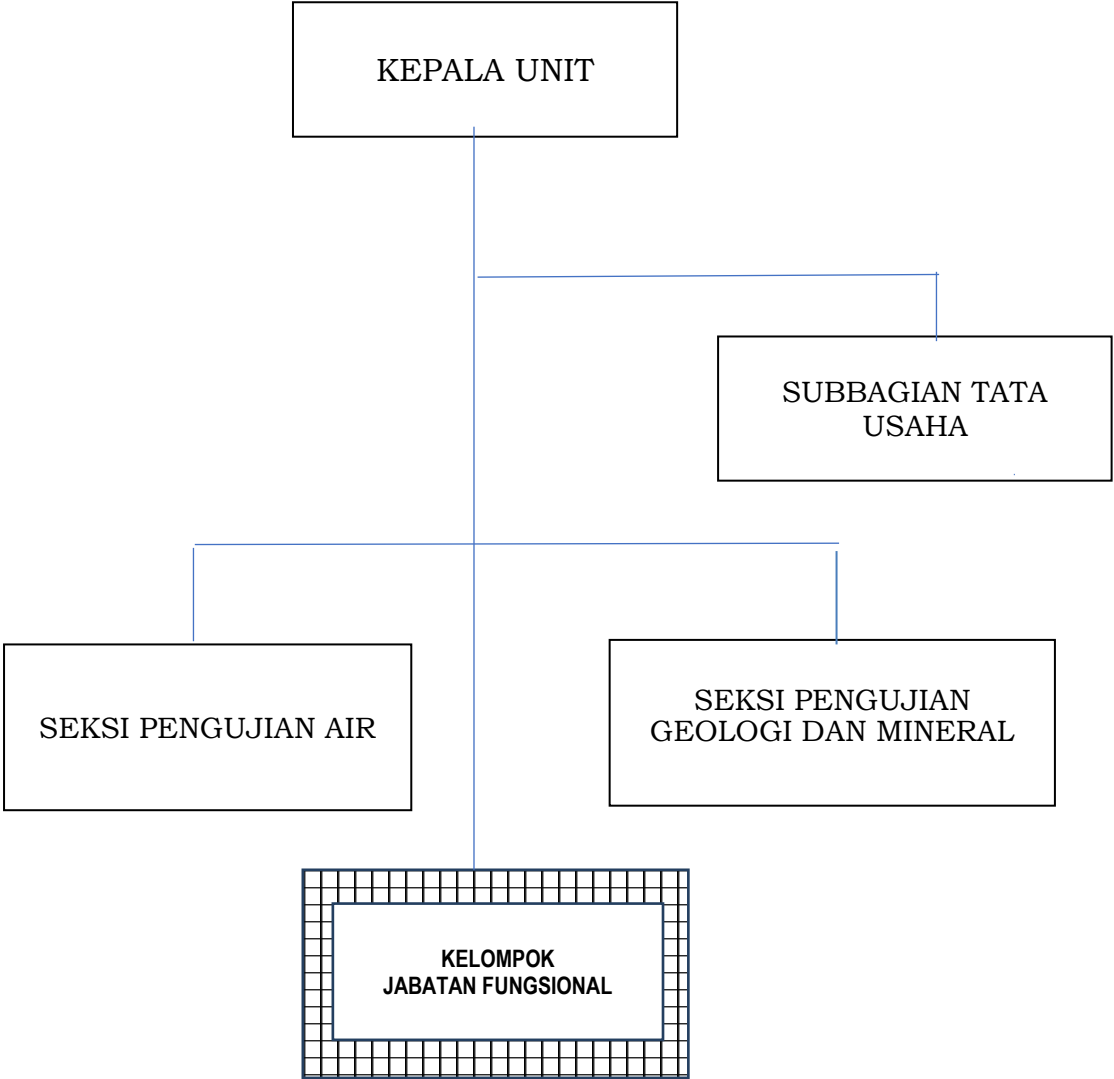 KEPALA UNIT
SUBBAGIAN TATA
USAHA
SEKSI PENGUJIAN AIR
SEKSI PENGUJIAN
GEOLOGI DAN MINERAL
KELOMPOK
JABATAN FUNGSIONAL